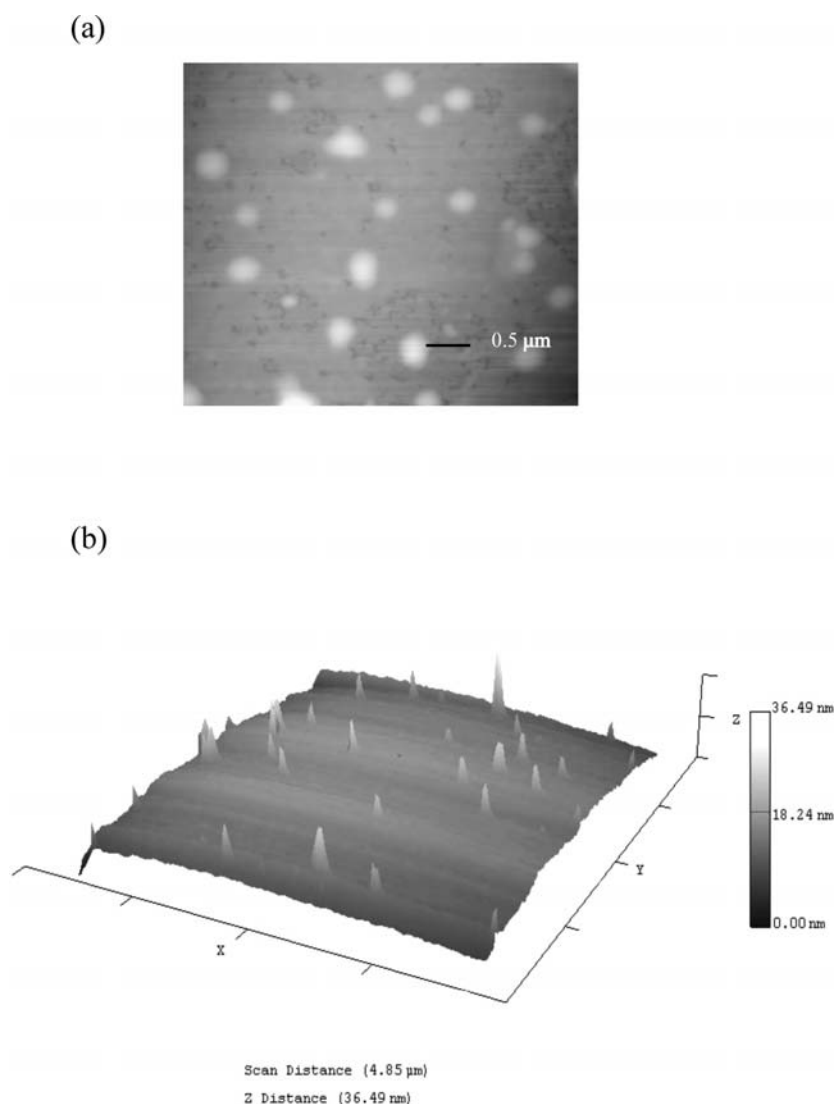 (a)
0.5 μm
(b)
36.49 nm
Z
18.24 nm
Y
0.00 nm
X
Scan Distance (4.85 μm)
Z Distance (36.49 nm)